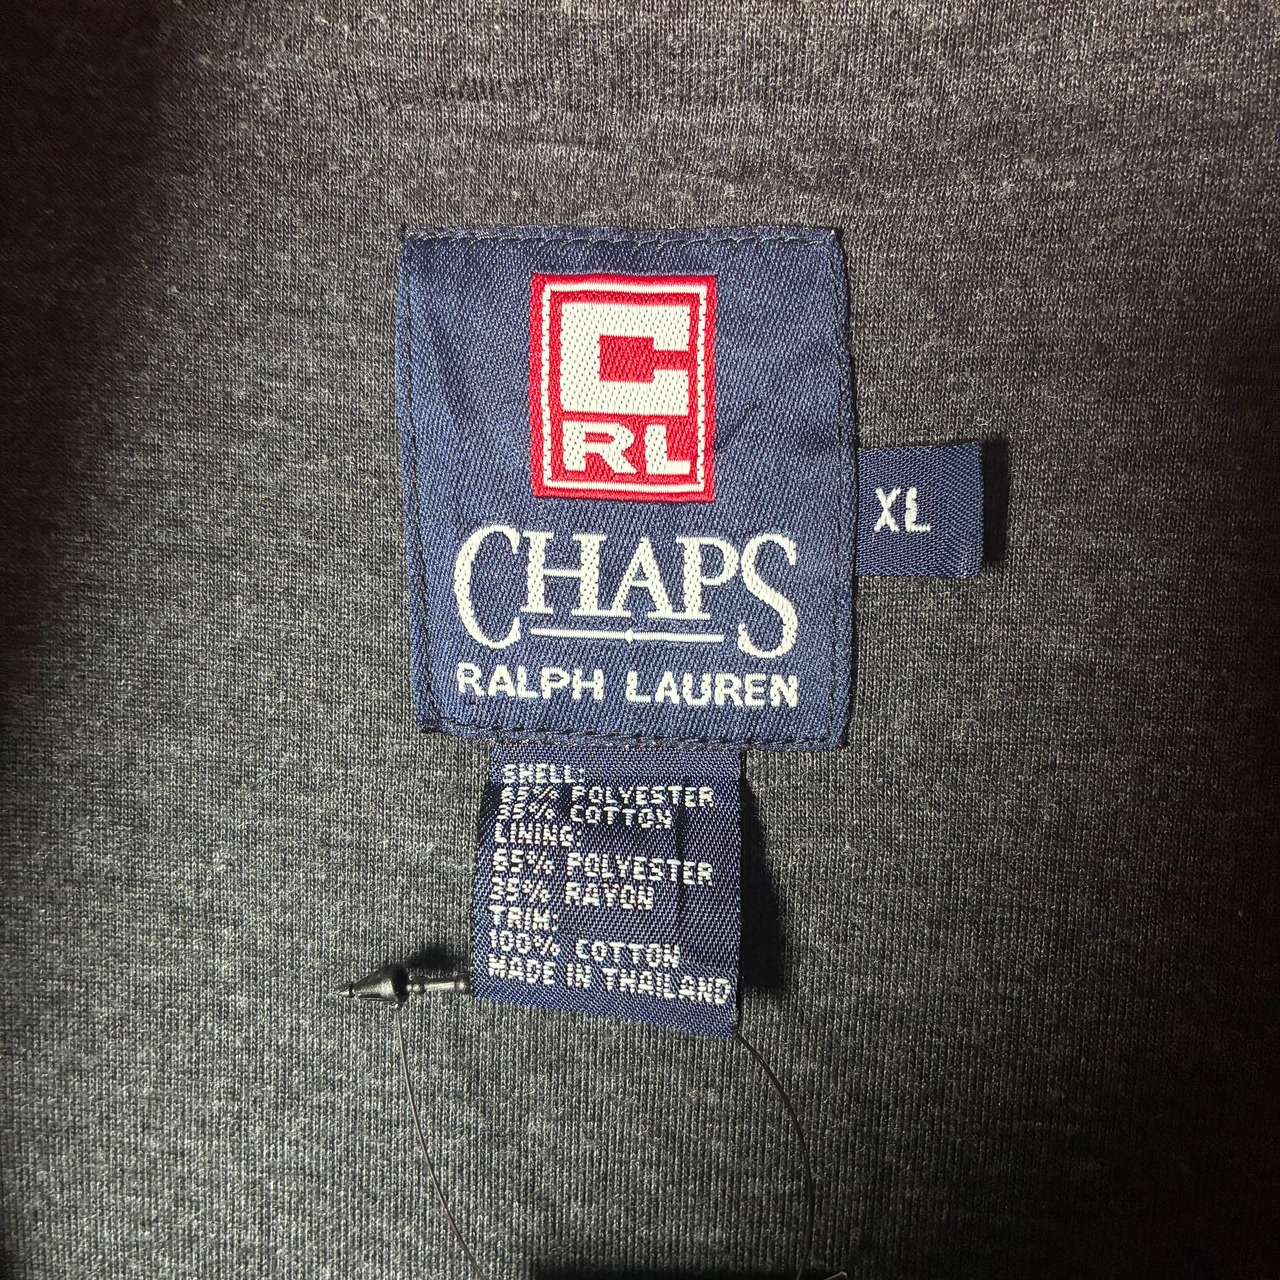 C
RL
CHAPS
RALPH LAUREN
XL
SHELL:
65% POLYESTER
35% COTTON
LINING:
65% POLYESTER
35% RAYON
TRIM:
100% COTTON
MADE IN THAILAND